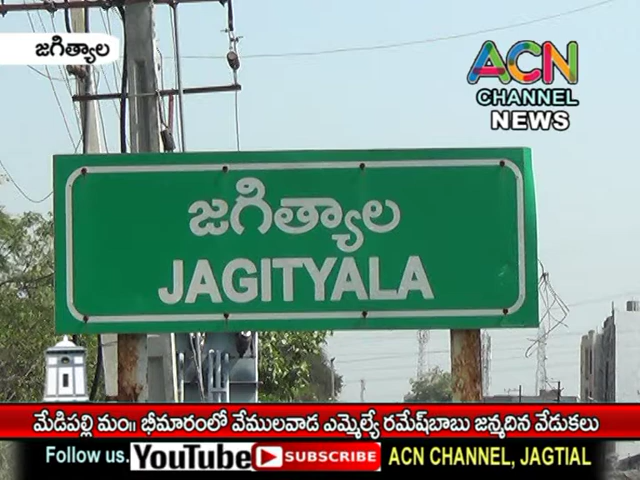 జగిత్యాల
ACN
CHANNEL
NEWS
జగిత్యాల
JAGITYALA
మేడిపల్లి మం॥ భీమారంలో వేములవాడ ఎమ్మెల్యే రమేష్‌బాబు జన్మదిన వేడుకలు
Follow us. YouTube SUBSCRIBE ACN CHANNEL, JAGTIAL